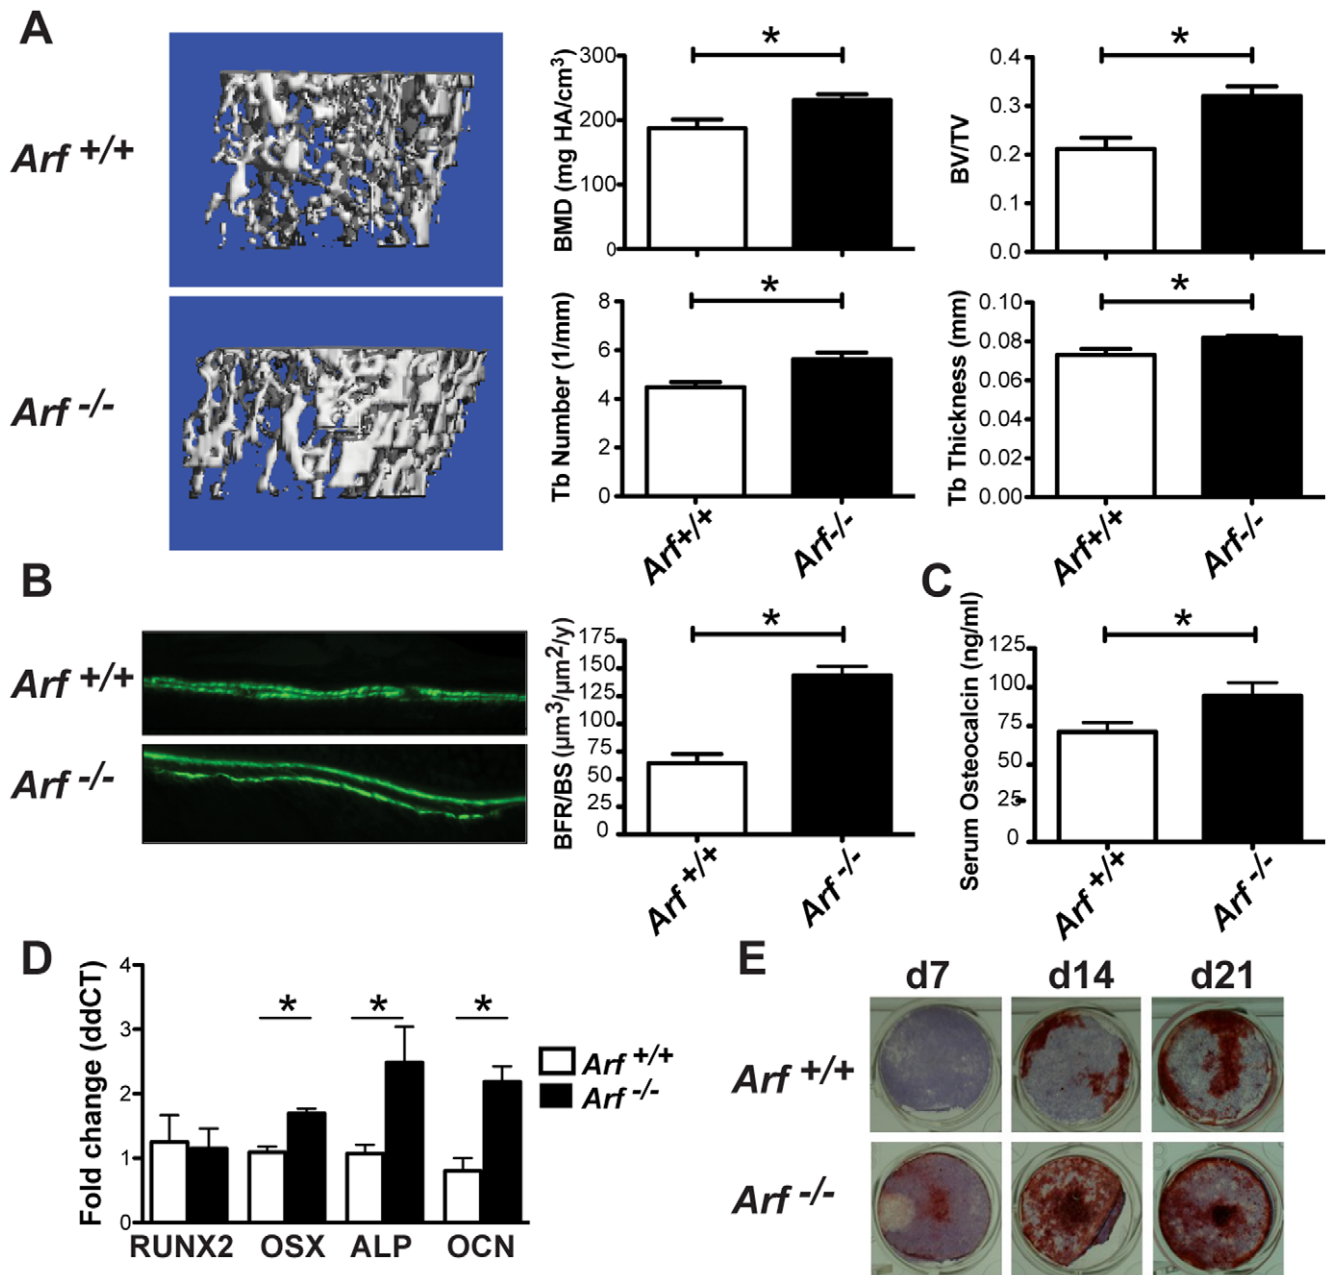 A
Arf +/+
Arf -/-
BMD (mg HA/cm3)
300
200
100
0
*
BV/TV
0.4
0.3
0.2
0.1
0.0
*
Tb Number (1/mm)
8
6
4
2
0
*
Arf+/+
Arf-/-
Tb Thickness (mm)
0.10
0.08
0.06
0.04
0.02
0.00
*
Arf+/+
Arf-/-
B
Arf +/+
Arf -/-
BFR/BS (µm3/µm2/y)
175
150
125
100
75
50
25
0
*
Arf +/+
Arf -/-
C
Serum Osteocalcin (ng/ml)
125
100
75
50
25
0
*
Arf +/+
Arf -/-
D
Fold change (ddCT)
4
3
2
1
0
* * *
RUNX2 OSX ALP OCN
Arf +/+
Arf -/-
E
d7 d14 d21
Arf +/+
Arf -/-